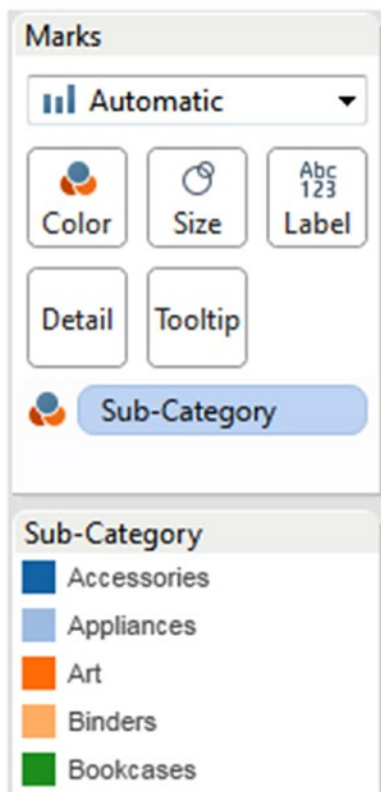 Marks
Automatic
Color Size Abc 123 Label
Detail Tooltip
Sub-Category
Sub-Category
Accessories
Appliances
Art
Binders
Bookcases